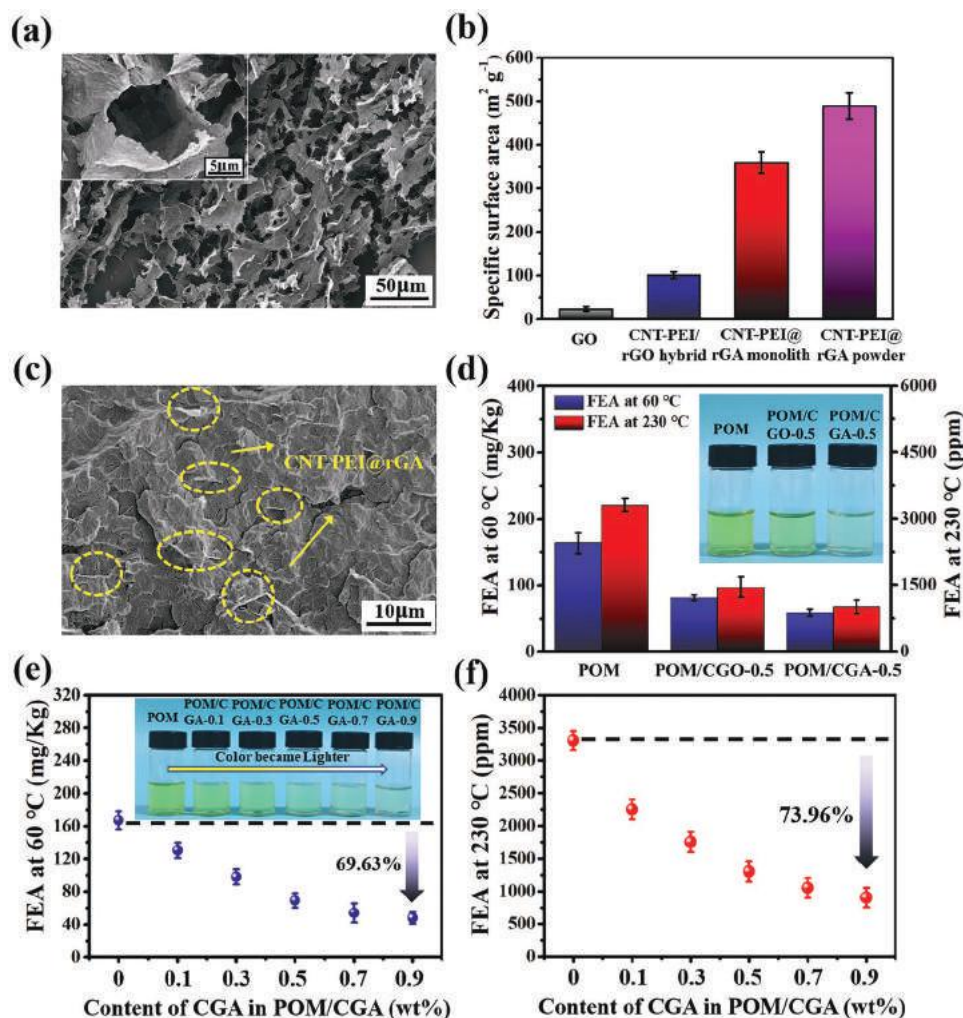 (a)
5μm
50μm
(b)
Specific surface area (m² g⁻¹)
600
500
400
300
200
100
0
GO
CNT-PEI/
rGO hybrid
CNT-PEI@
rGA monolith
CNT-PEI@
rGA powder
(c)
CNT-PEI@rGA
10μm
(d)
FEA at 60 °C (mg/Kg)
400
300
200
100
0
FEA at 60 °C
FEA at 230 °C
POM
POM/C
GO-0.5
POM/C
GA-0.5
6000
4500
3000
1500
0
FEA at 230 °C (ppm)
POM
POM/CGO-0.5
POM/CGA-0.5
(e)
FEA at 60 °C (mg/Kg)
320
280
240
200
160
120
80
40
0
POM
POM/C
GA-0.1
POM/C
GA-0.3
POM/C
GA-0.5
POM/C
GA-0.7
POM/C
GA-0.9
Color became Lighter
69.63%
0
0.1
0.3
0.5
0.7
0.9
Content of CGA in POM/CGA (wt%)
(f)
FEA at 230 °C (ppm)
4000
3500
3000
2500
2000
1500
1000
500
0
73.96%
0
0.1
0.3
0.5
0.7
0.9
Content of CGA in POM/CGA (wt%)